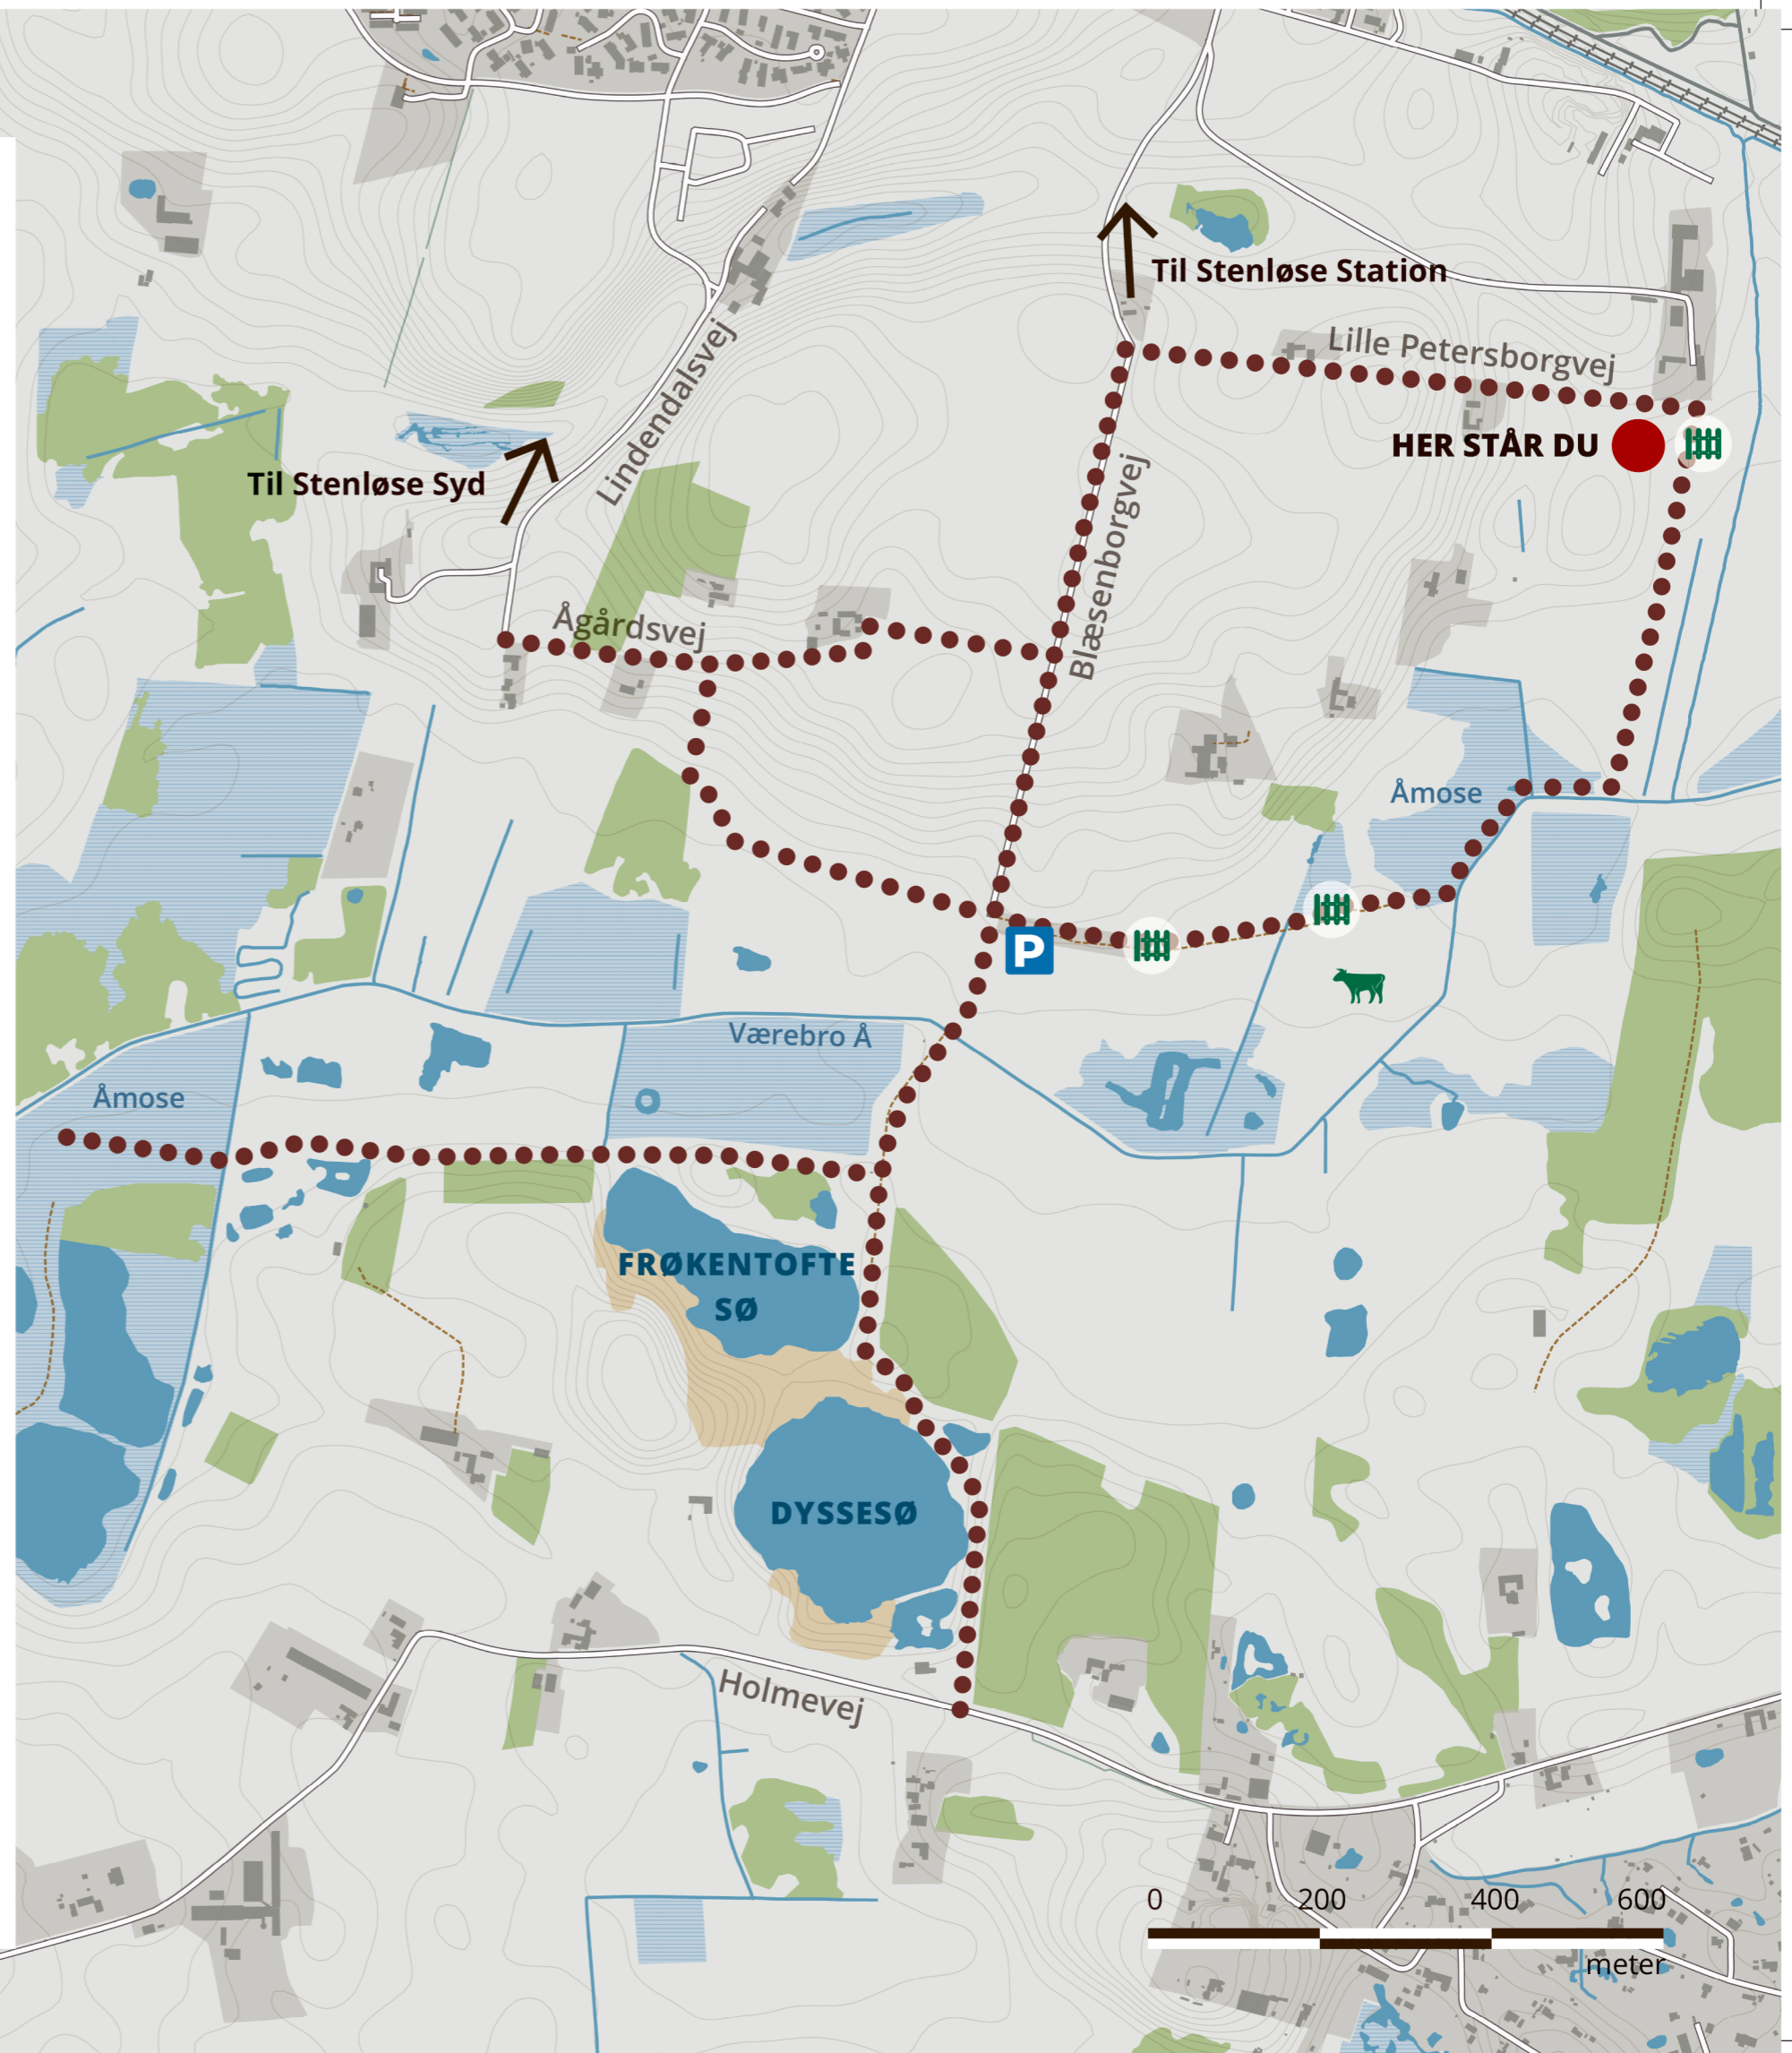 Til Stenløse Station
Lille Petersborgvej
Lindendalsvej
HER STÅR DU
Til Stenløse Syd
Blæsenborgvej
Ågårdsvej
Åmose
P
Værebro Å
Åmose
FRØKENTOFTE
SØ
DYSSESØ
Holmevej
0 200 400 600
meter